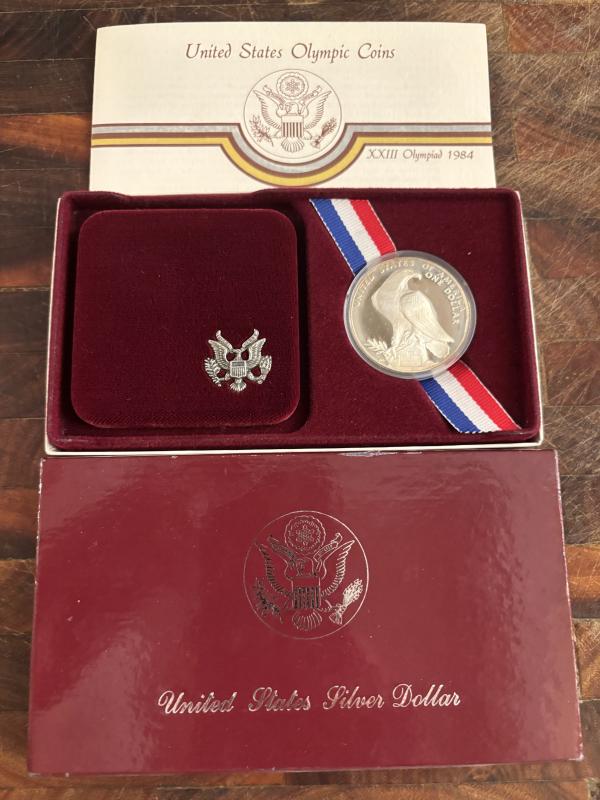 United States Olympic Coins
XXIII Olympiad 1984
UNITED STATES OF AMERICA
ONE DOLLAR
United States Silver Dollar